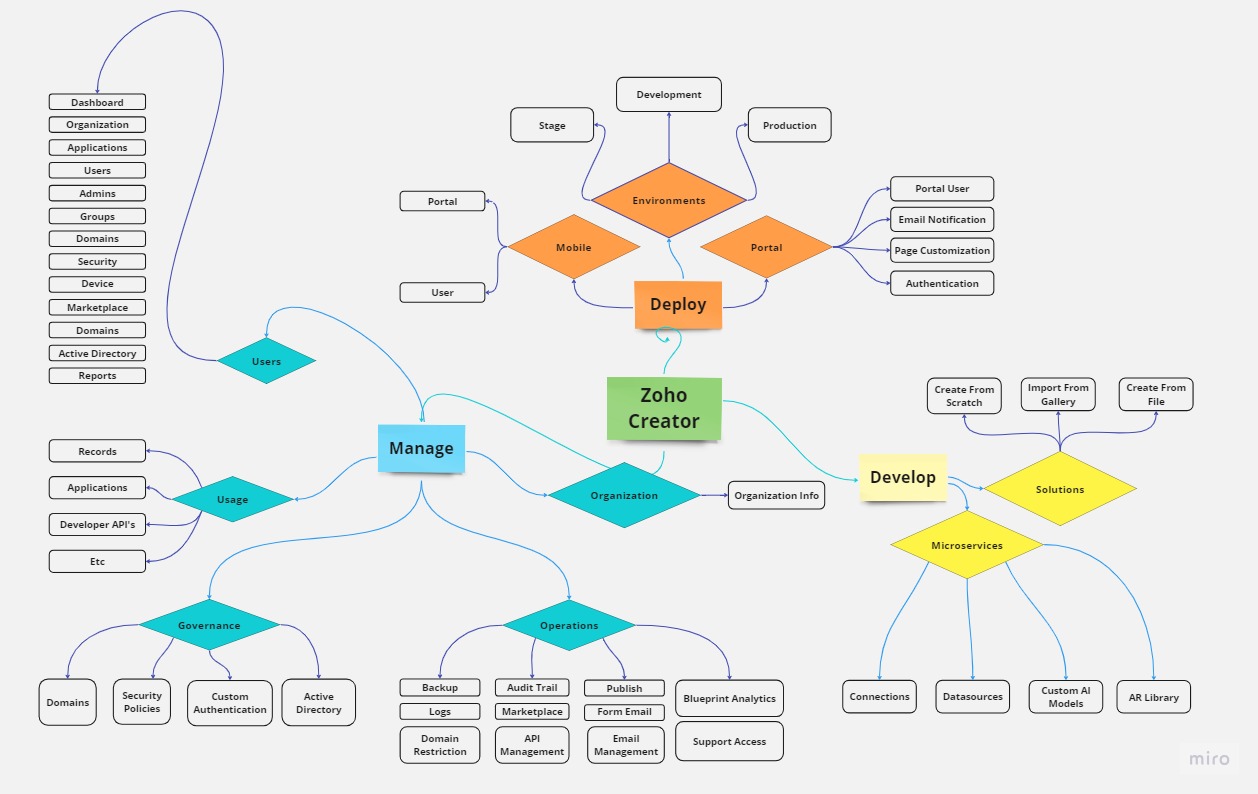 Dashboard
Organization
Applications
Users
Admins
Groups
Domains
Security
Device
Marketplace
Domains
Active Directory
Reports
Users
Development
Stage
Production
Environments
Portal
Mobile
User
Portal
Portal User
Email Notification
Page Customization
Authentication
Deploy
Zoho
Creator
Manage
Organization
Organization Info
Develop
Create From
Scratch
Import From
Gallery
Create From
File
Solutions
Microservices
Connections
Datasources
Custom AI
Models
AR Library
Records
Applications
Developer API's
Etc
Usage
Governance
Domains
Security
Policies
Custom
Authentication
Active
Directory
Operations
Backup
Logs
Domain
Restriction
Audit Trail
Marketplace
API
Management
Publish
Form Email
Email
Management
Blueprint Analytics
Support Access
miro